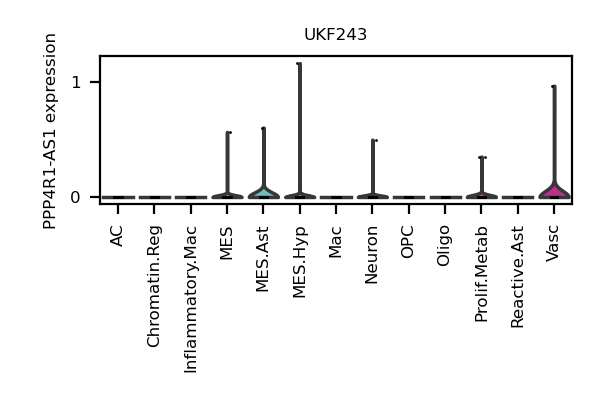 UKF243
PPP4R1-AS1 expression
1
0
AC
Chromatin.Reg
Inflammatory.Mac
MES
MES.Ast
MES.Hyp
Mac
Neuron
OPC
Oligo
Prolif.Metab
Reactive.Ast
Vasc